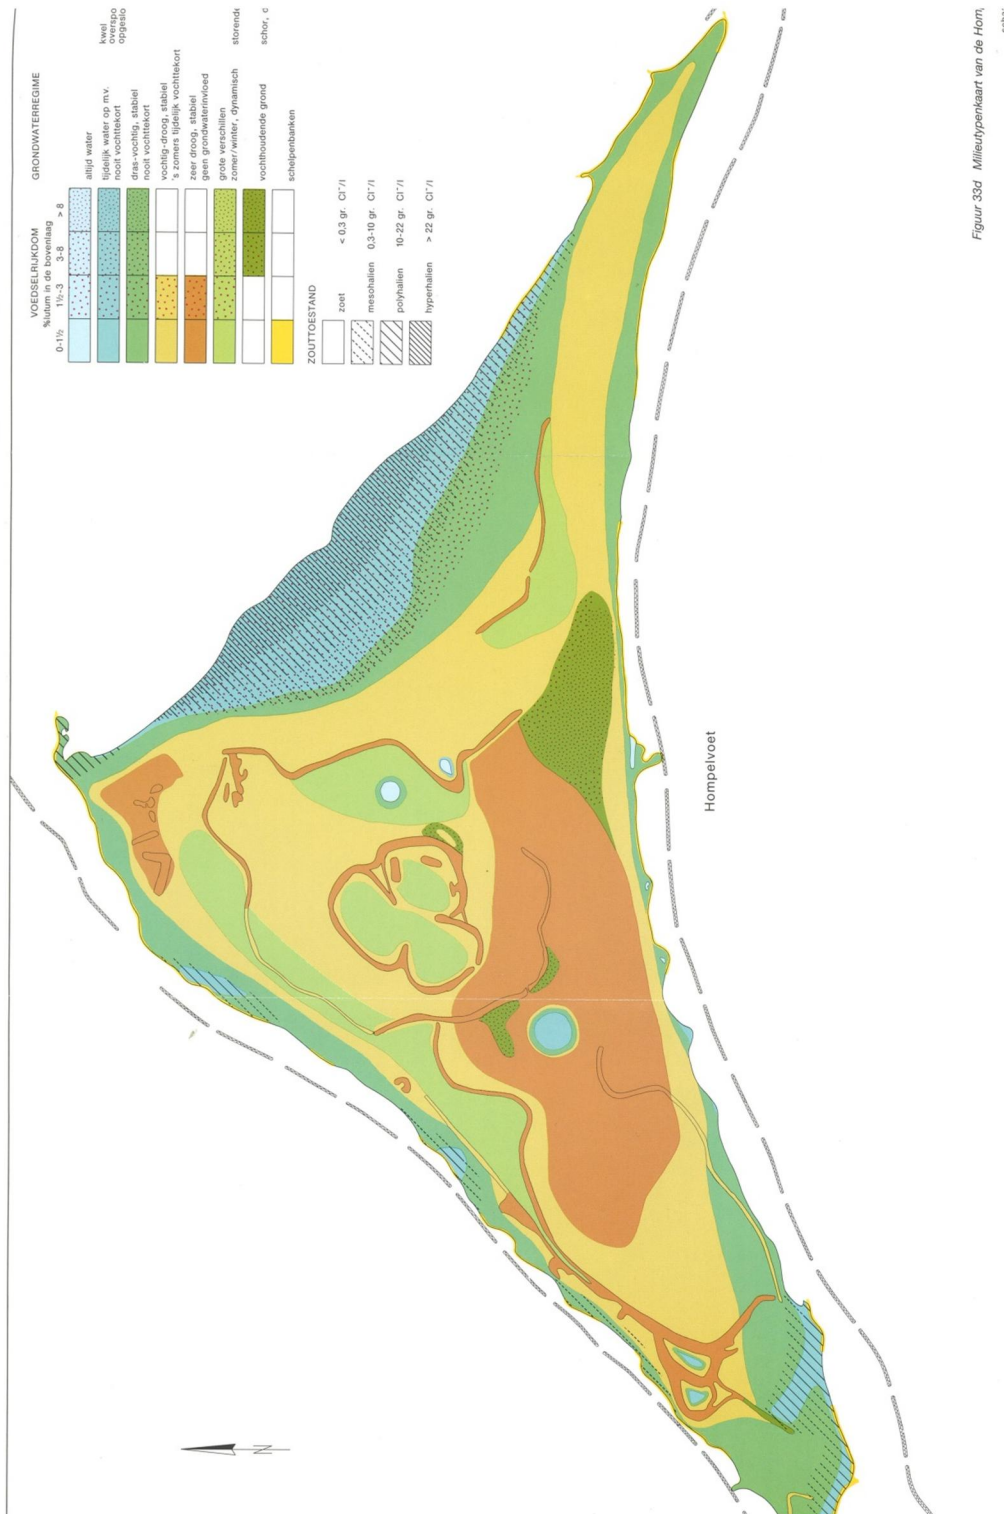 GRONDWATERREGIME
VOEDSELRIJKDOM
%lutum in de bovenlaag
0-1½ 1½-3 3-8 > 8
altijd water
tijdelijk water op m.v.
nooit vochttekort
dras-vochtig, stabiel
nooit vochttekort
vochtig-droog, stabiel
's zomers tijdelijk vochttekort
zeer droog, stabiel
geen grondwaterinvloed
grote verschillen
zomer/winter, dynamisch
vochthoudende grond
schelpenbanken
kwel
overspo
opgeslo
storende
schor, c
ZOUTTOESTAND
zoet < 0,3 gr. Cl⁻/l
mesohalien 0,3-10 gr. Cl⁻/l
polyhalien 10-22 gr. Cl⁻/l
hyperhalien > 22 gr. Cl⁻/l
Hompelvoet
N
Figuur 33d Milieutypenkaart van de Hom,